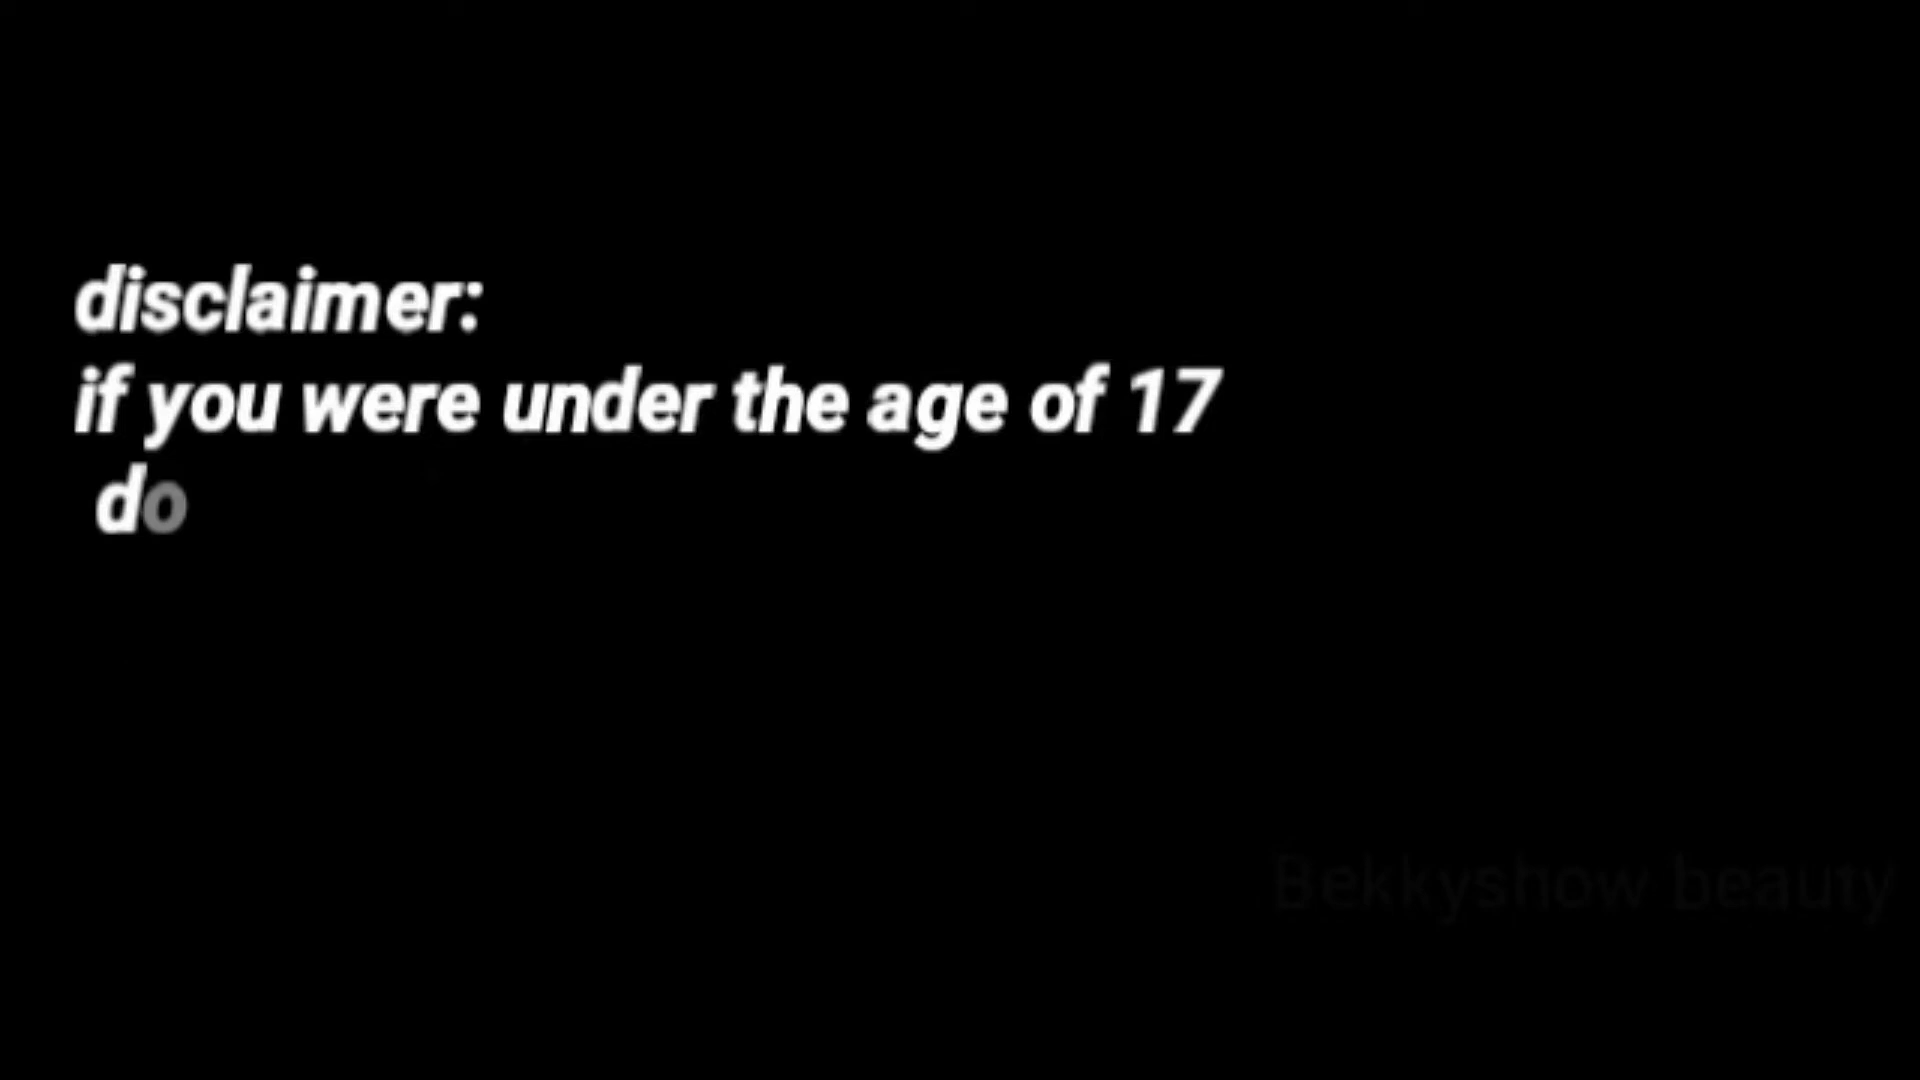 disclaimer:
if you were under the age of 17
do
Bekkyshow beauty